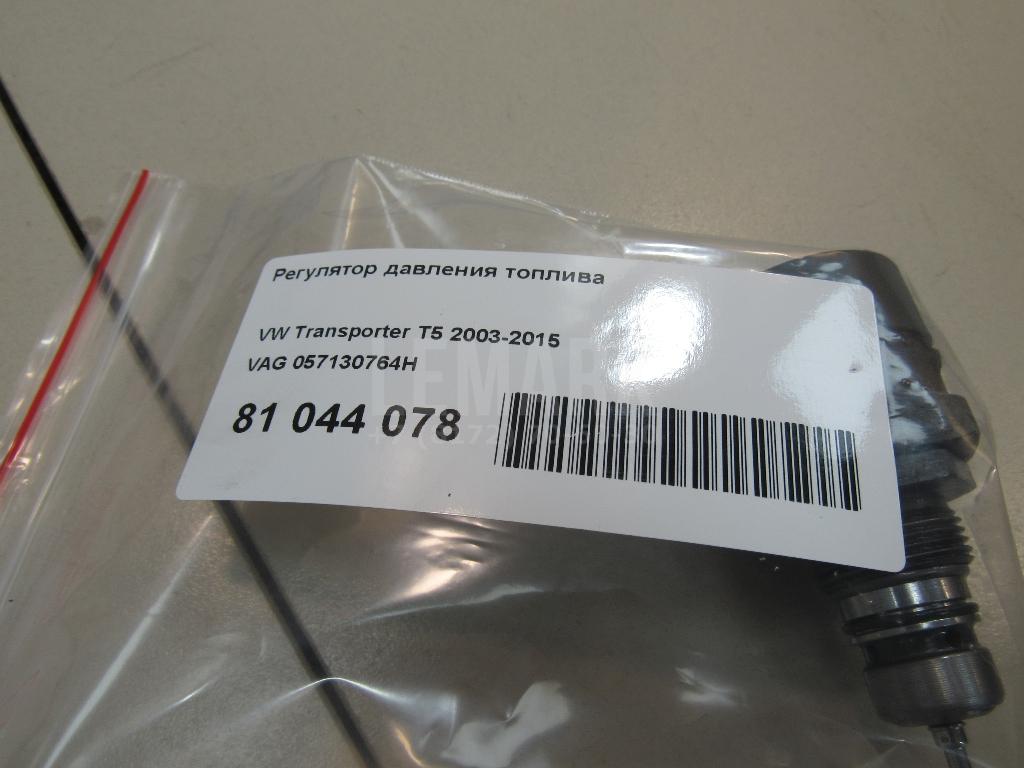 Регулятор давления топлива
VW Transporter T5 2003-2015
VAG 057130764H
81 044 078